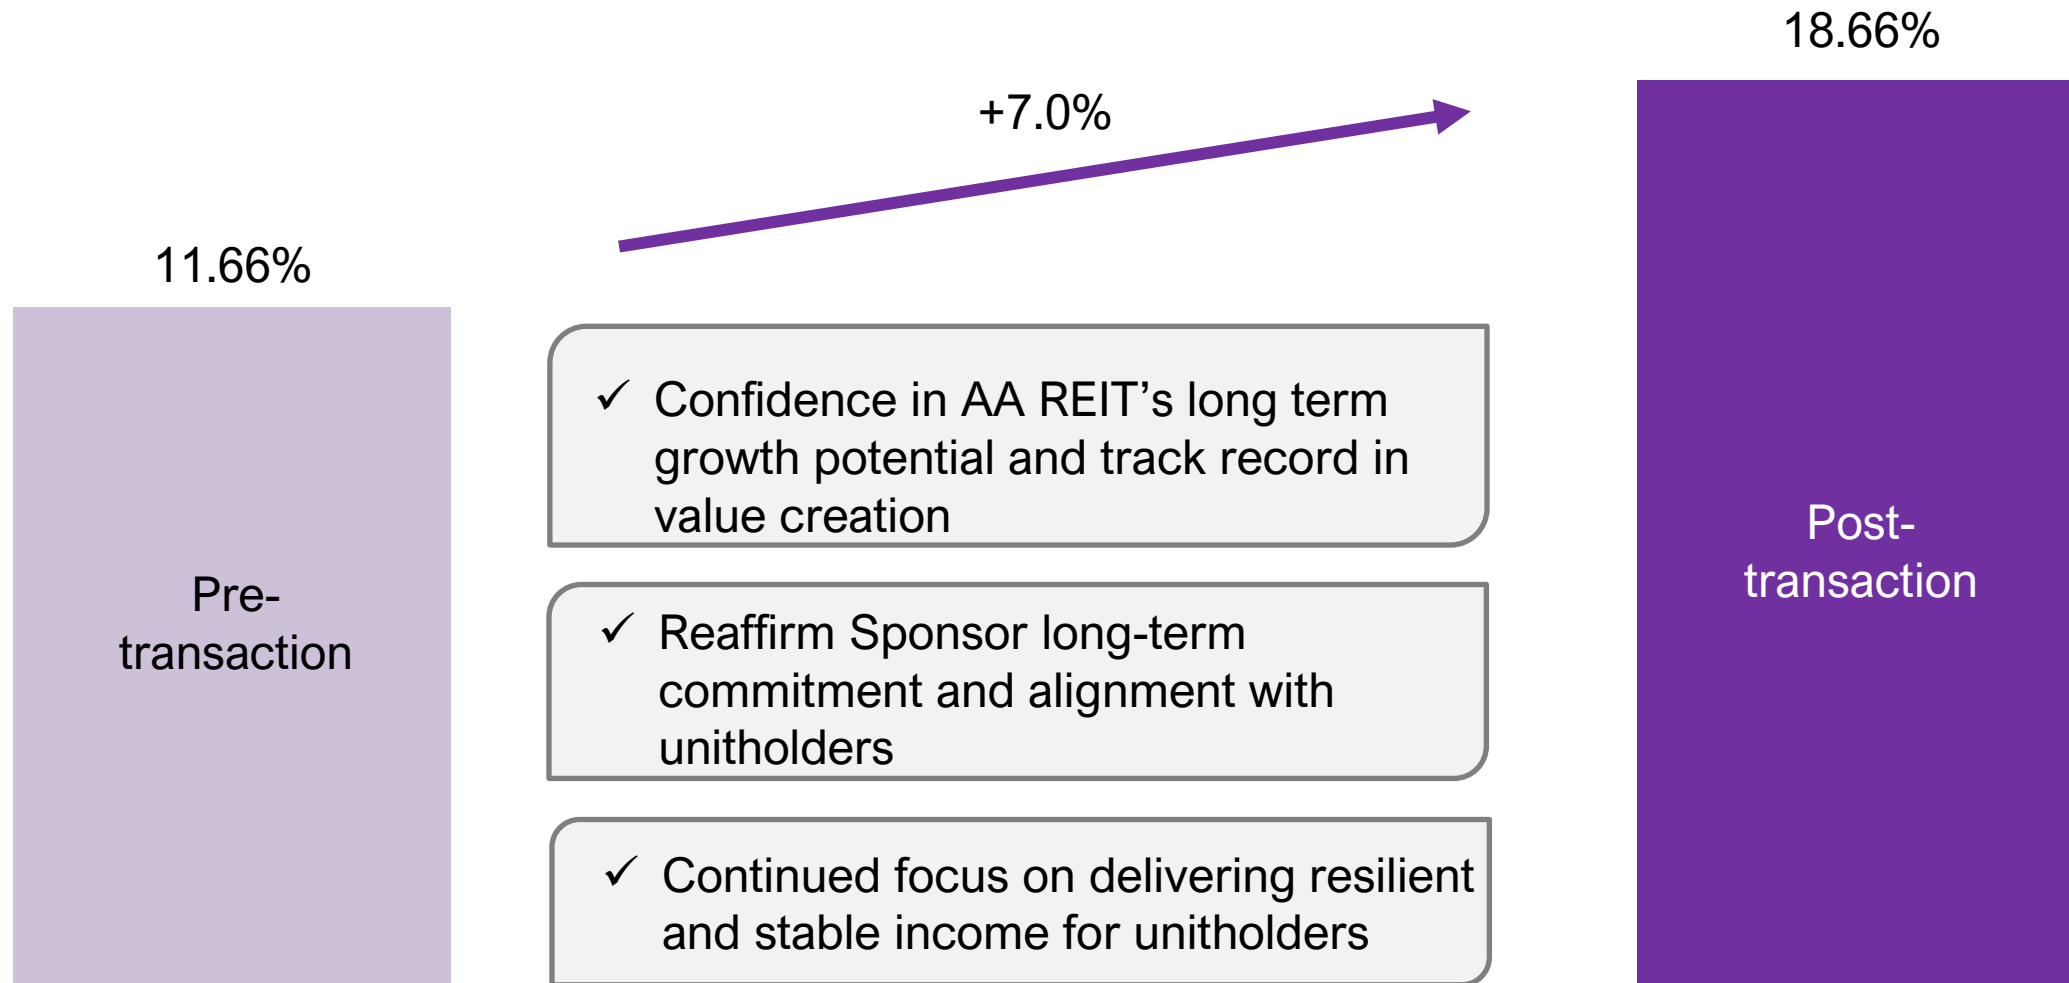 18.66%
+7.0%
11.66%
✓ Confidence in AA REIT’s long term
growth potential and track record in
value creation
✓ Reaffirm Sponsor long-term
commitment and alignment with
unitholders
✓ Continued focus on delivering resilient
and stable income for unitholders
Pre-
transaction
Post-
transaction